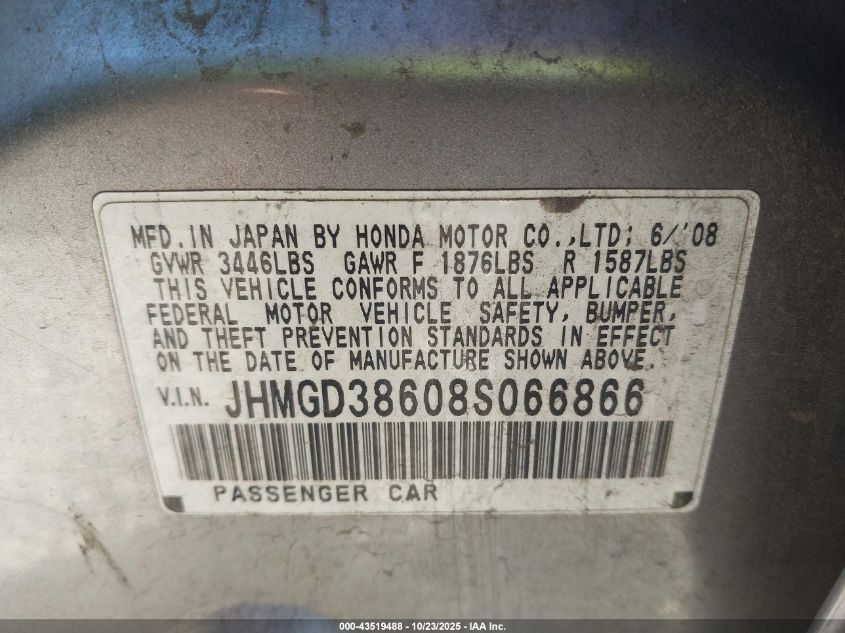 MFD. IN JAPAN BY HONDA MOTOR CO.,LTD; 6/'08
GVWR 3446LBS GAWR F 1876LBS R 1587LBS
THIS VEHICLE CONFORMS TO ALL APPLICABLE
FEDERAL MOTOR VEHICLE SAFETY, BUMPER,
AND THEFT PREVENTION STANDARDS IN EFFECT
ON THE DATE OF MANUFACTURE SHOWN ABOVE.
V.I.N. JHMGD38608S066866
PASSENGER CAR
000-43519488 - 10/23/2025 - IAA Inc.